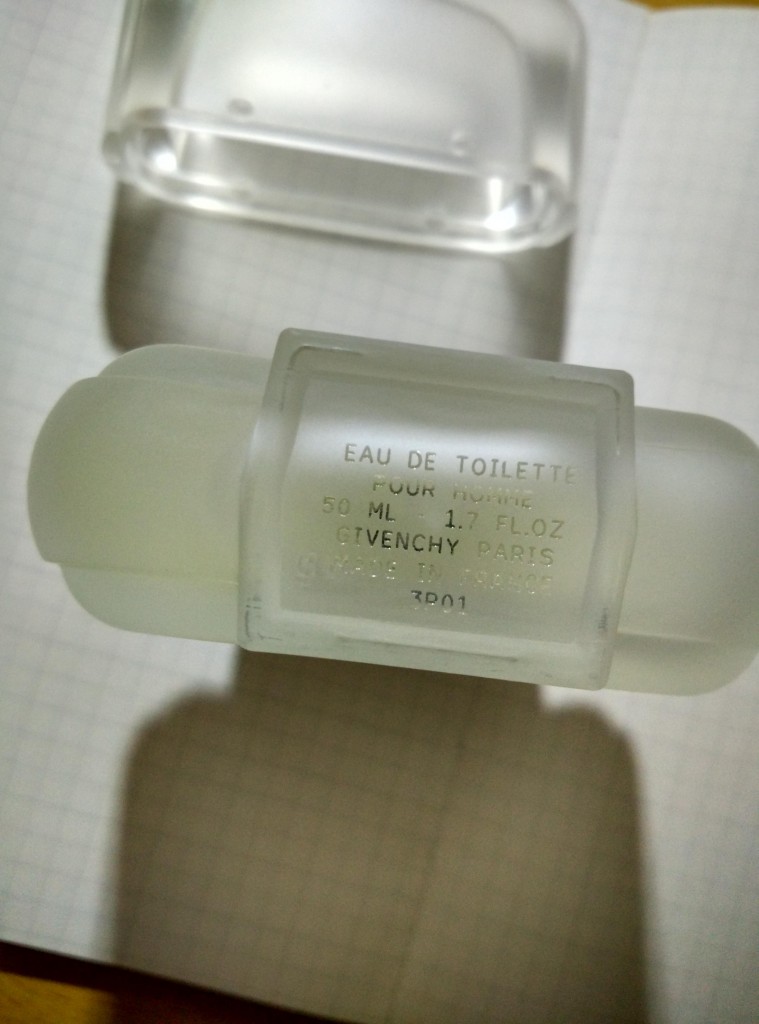 EAU DE TOILETTE
POUR HOMME
50 ML - 1.7 FL.OZ
GIVENCHY PARIS
MADE IN FRANCE
3R01